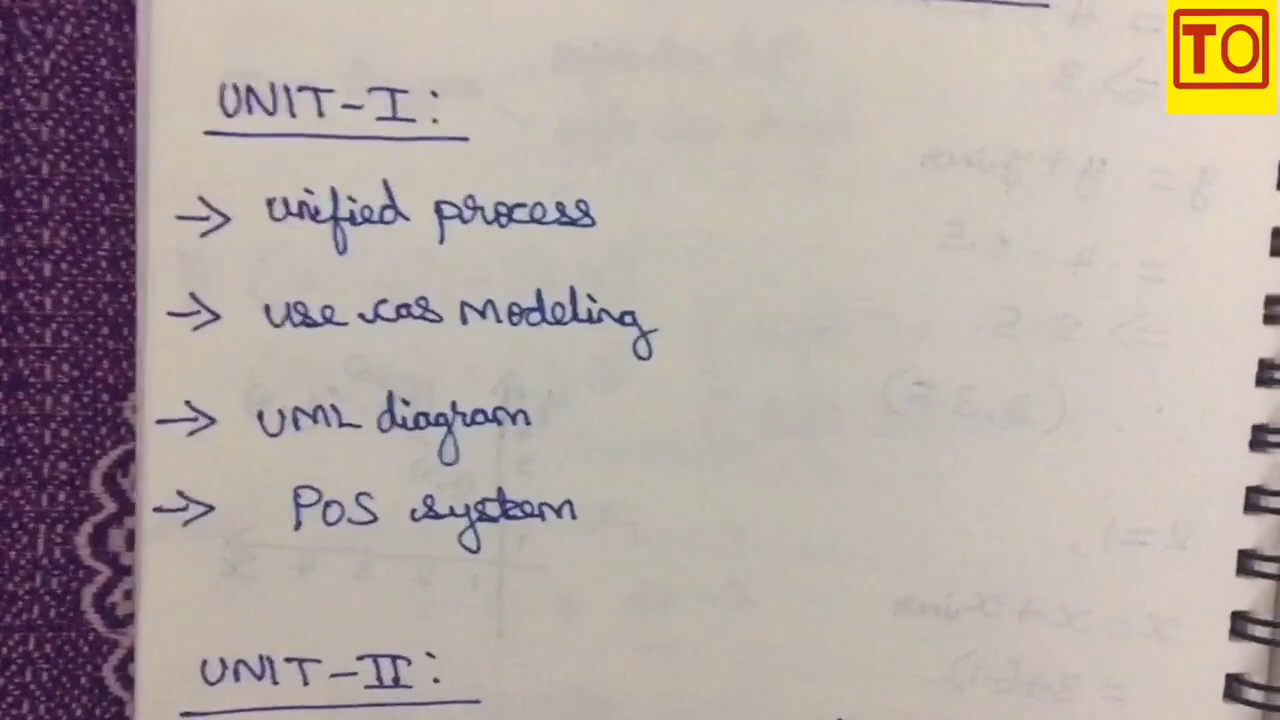 TO
UNIT-I:
→ unified process
→ use cas Modeling
→ UML diagram
→ POS system
UNIT-II: